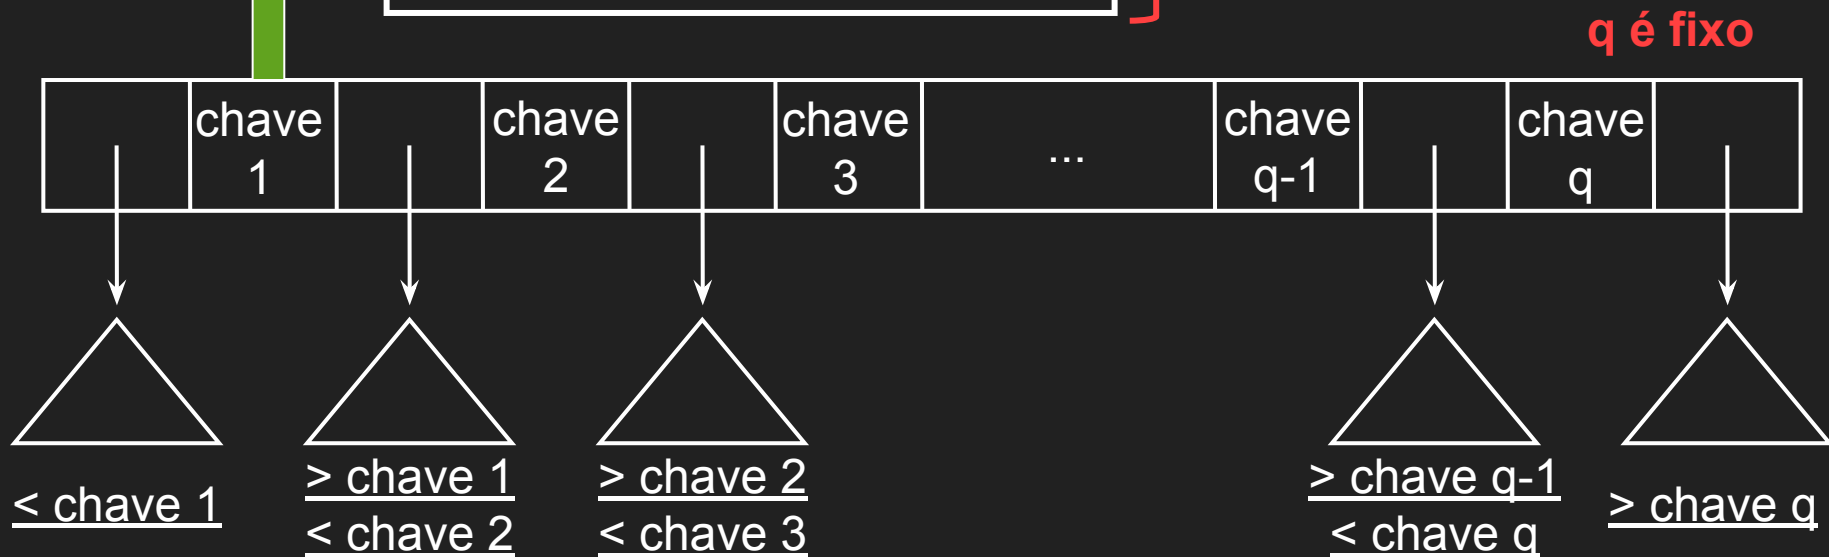 q é fixo
chave
1
chave
2
chave
3
...
chave
q-1
chave
q
< chave 1
> chave 1
< chave 2
> chave 2
< chave 3
> chave q-1
< chave q
> chave q